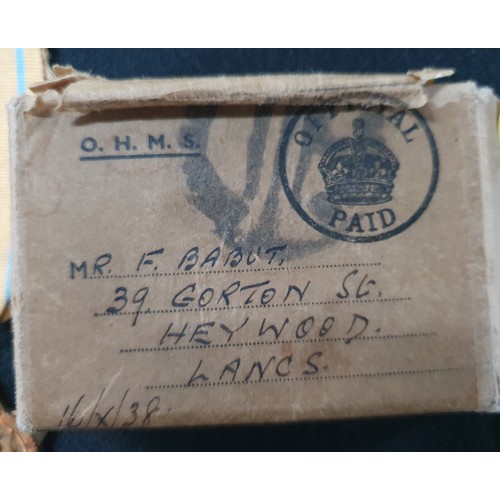 O. H. M. S.
OFFICIAL
PAID
MR. F. BABUT.
39 GORTON ST.
HEYWOOD.
LANCS.
16/X/38.